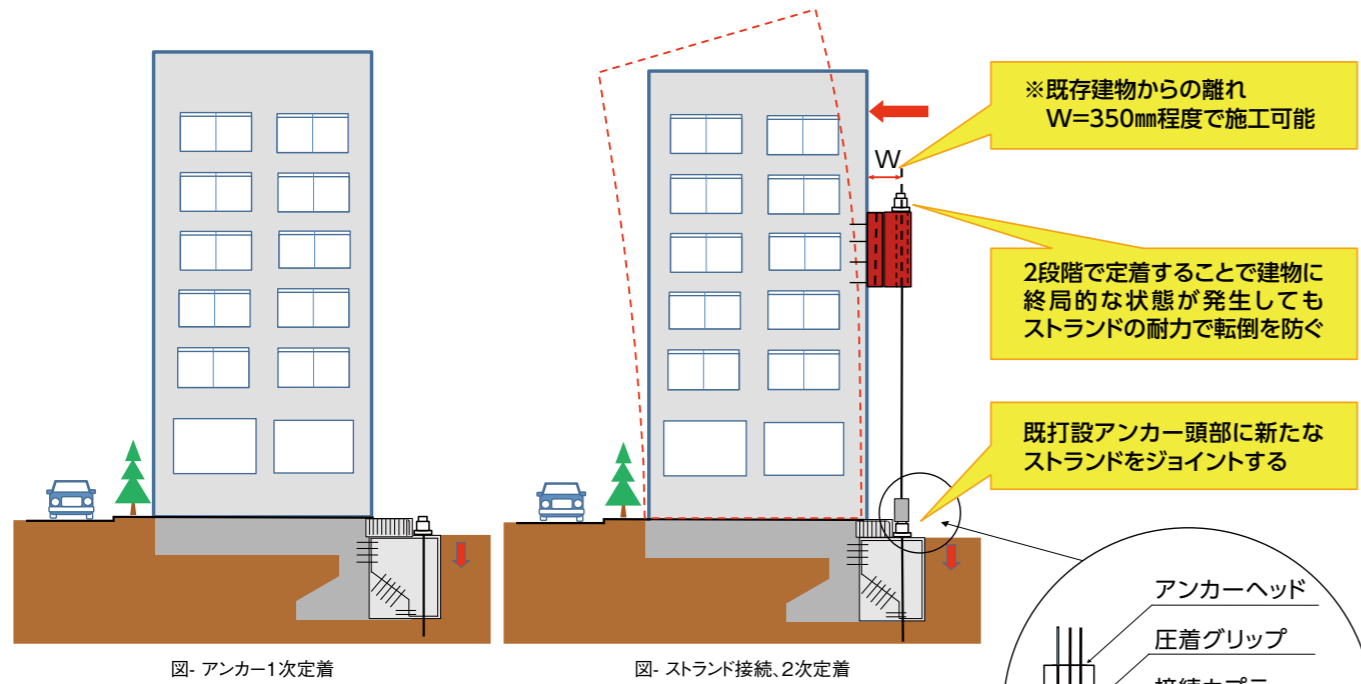 ※既存建物からの離れ
W=350㎜程度で施工可能
W
2段階で定着することで建物に
終局的な状態が発生しても
ストランドの耐力で転倒を防ぐ
既打設アンカー頭部に新たな
ストランドをジョイントする
アンカーヘッド
圧着グリップ
図- アンカー1次定着
図- ストランド接続、2次定着